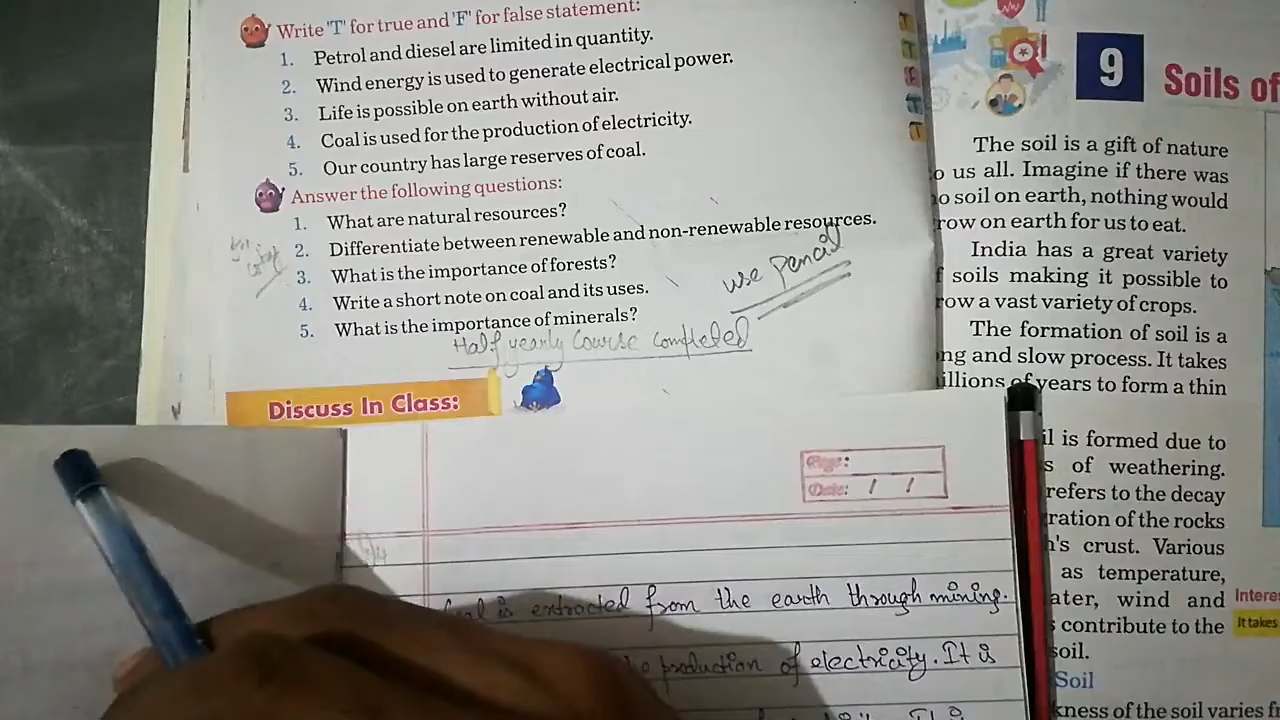 Write 'T' for true and 'F' for false statement:
1. Petrol and diesel are limited in quantity.
2. Wind energy is used to generate electrical power.
3. Life is possible on earth without air.
4. Coal is used for the production of electricity.
5. Our country has large reserves of coal.
T
T
F
T
T
Answer the following questions:
1. What are natural resources?
2. Differentiate between renewable and non-renewable resources.
3. What is the importance of forests?
4. Write a short note on coal and its uses.
5. What is the importance of minerals?
use pencil
Half yearly Course completed
Discuss In Class:
Page:
Date: / /
is extracted from the earth through mining.
production of electricity. It is
9 Soils of
The soil is a gift of nature
us all. Imagine if there was
soil on earth, nothing would
on earth for us to eat.
India has a great variety
soils making it possible to
a vast variety of crops.
The formation of soil is a
and slow process. It takes
of years to form a thin
is formed due to
of weathering.
refers to the decay
of the rocks
crust. Various
as temperature,
wind and
contribute to the
soil.
Soil
of the soil varies
It takes